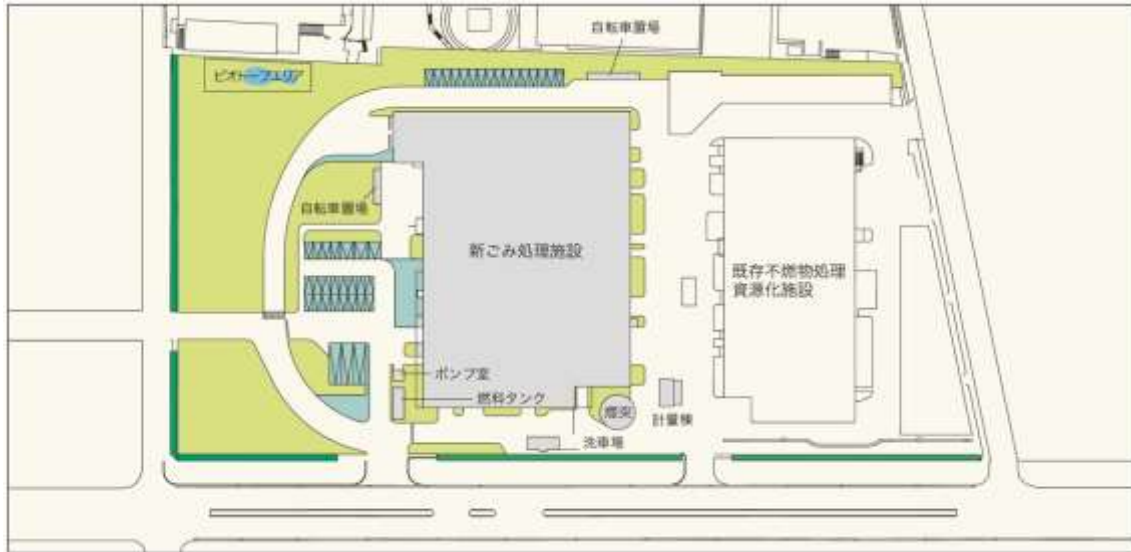 自転車置場
ビオトープエリア
自転車置場
新ごみ処理施設
既存不燃物処理
資源化施設
ポンプ室
燃料タンク
煙突
計量棟
洗車場